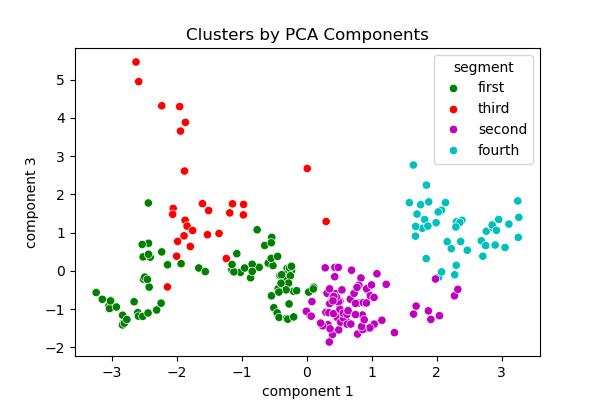 Clusters by PCA Components
segment
first
third
second
fourth
component 3
5
4
3
2
1
0
−1
−2
−3
−2
−1
0
1
2
3
component 1